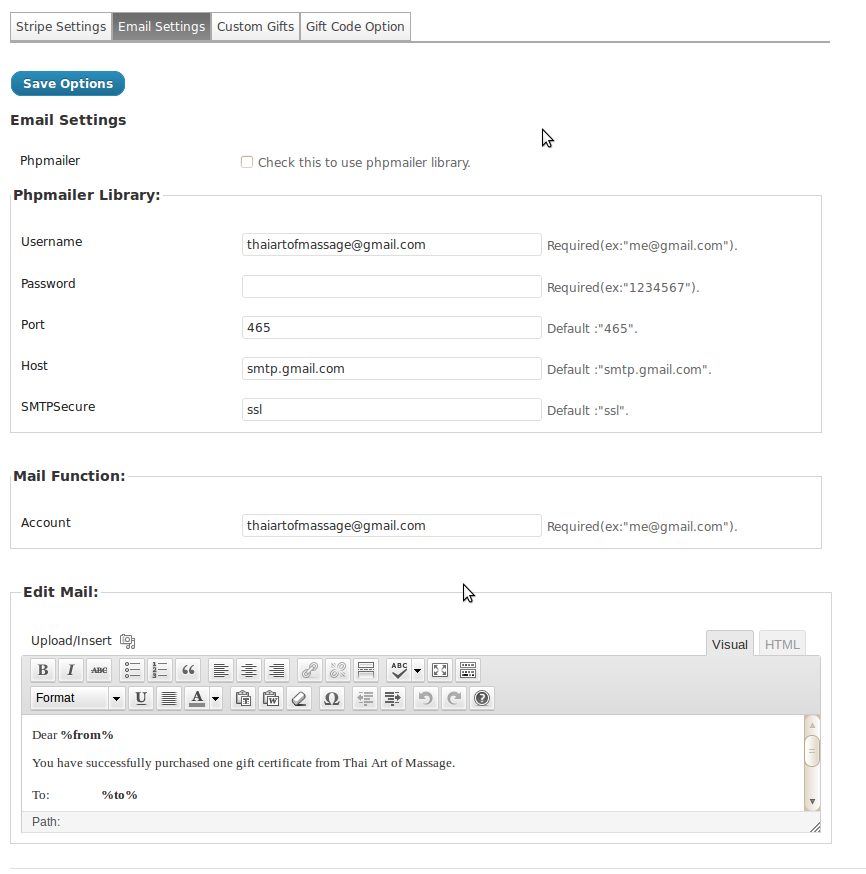 Stripe Settings Email Settings Custom Gifts Gift Code Option
Save Options
Email Settings
Phpmailer Check this to use phpmailer library.
Phpmailer Library:
Username thaiartofmassage@gmail.com Required(ex:"me@gmail.com").
Password Required(ex:"1234567").
Port 465 Default :"465".
Host smtp.gmail.com Default :"smtp.gmail.com".
SMTPSecure ssl Default :"ssl".
Mail Function:
Account thaiartofmassage@gmail.com Required(ex:"me@gmail.com").
Edit Mail:
Upload/Insert Visual HTML
B I ABC ABC
Format U A Ω
Dear %from%
You have successfully purchased one gift certificate from Thai Art of Massage.
To: %to%
Path: